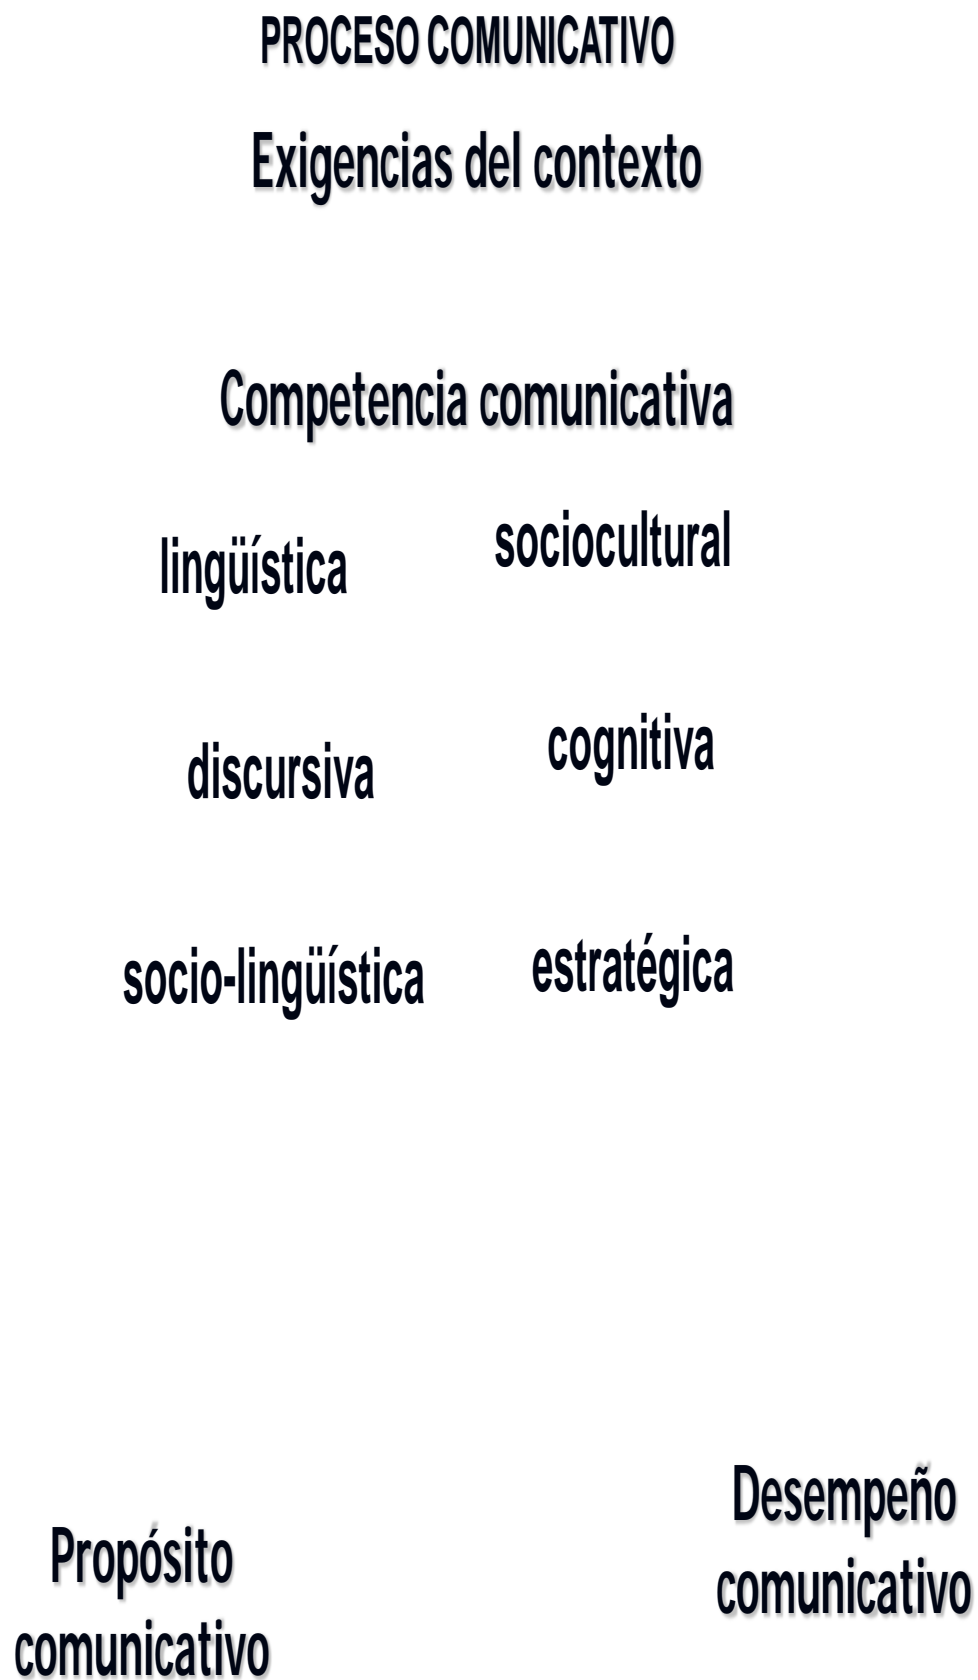 PROCESO COMUNICATIVO
Exigencias del contexto
Competencia comunicativa
lingüística
sociocultural
discursiva
cognitiva
socio-lingüística
estratégica
Propósito
comunicativo
Desempeño
comunicativo